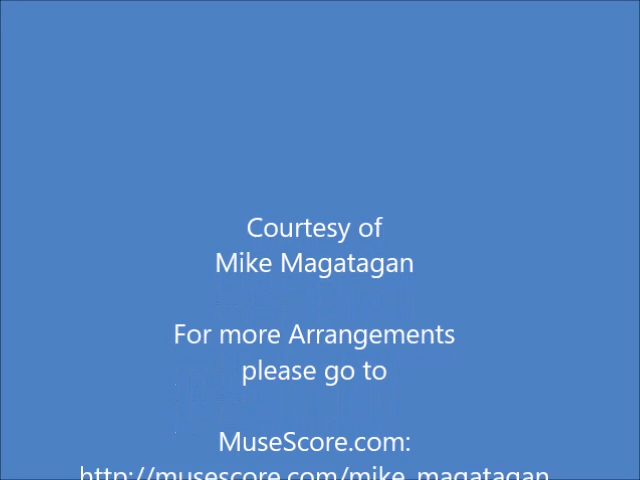 Courtesy of
Mike Magatagan
For more Arrangements
please go to
MuseScore.com:
http://musescore.com/mike_magatagan